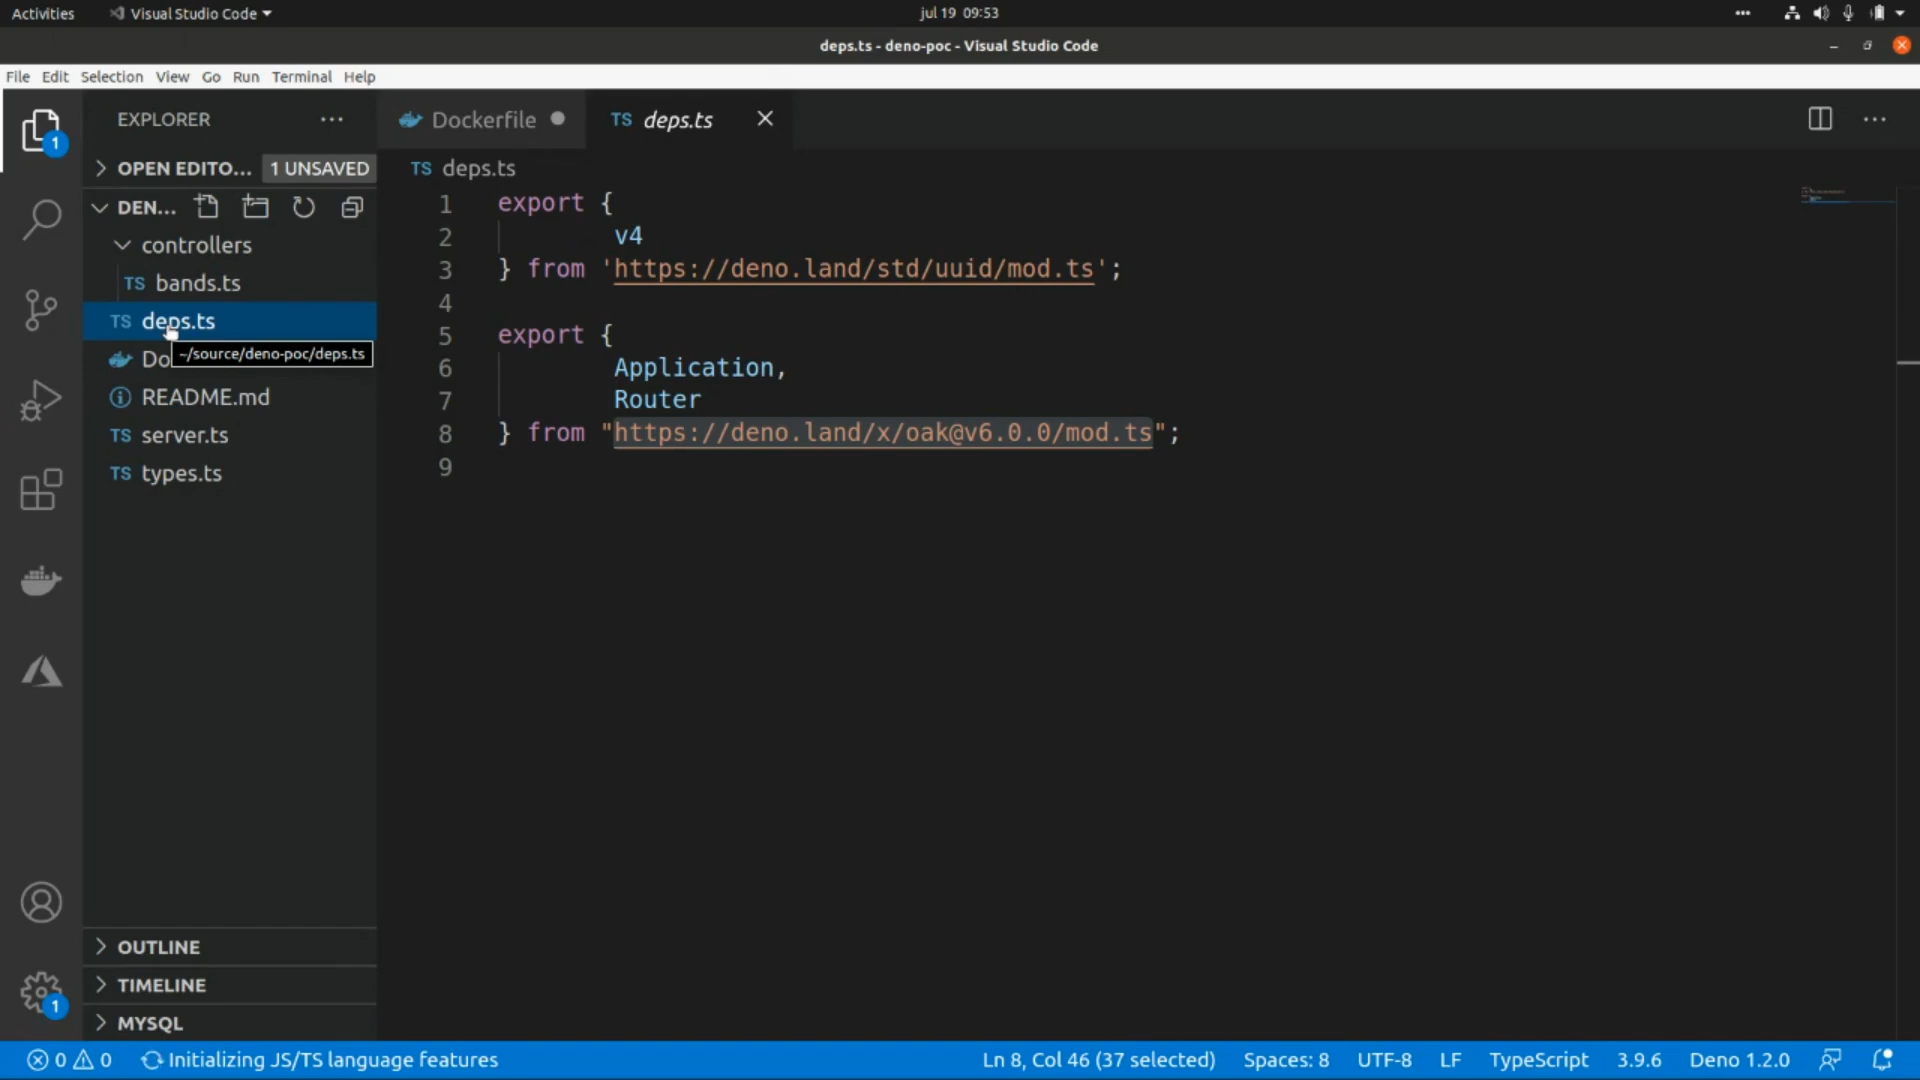 Activities Visual Studio Code jul 19 09:53
deps.ts - deno-poc - Visual Studio Code
File Edit Selection View Go Run Terminal Help
EXPLORER
OPEN EDITO... 1 UNSAVED
DEN...
controllers
TS bands.ts
TS deps.ts
~/source/deno-poc/deps.ts
Do
README.md
TS server.ts
TS types.ts
OUTLINE
TIMELINE
MYSQL
1
1
Dockerfile TS deps.ts
TS deps.ts
1 export {
2 v4
3 } from 'https://deno.land/std/uuid/mod.ts';
4
5 export {
6 Application,
7 Router
8 } from "https://deno.land/x/oak@v6.0.0/mod.ts";
9
0 0 Initializing JS/TS language features Ln 8, Col 46 (37 selected) Spaces: 8 UTF-8 LF TypeScript 3.9.6 Deno 1.2.0